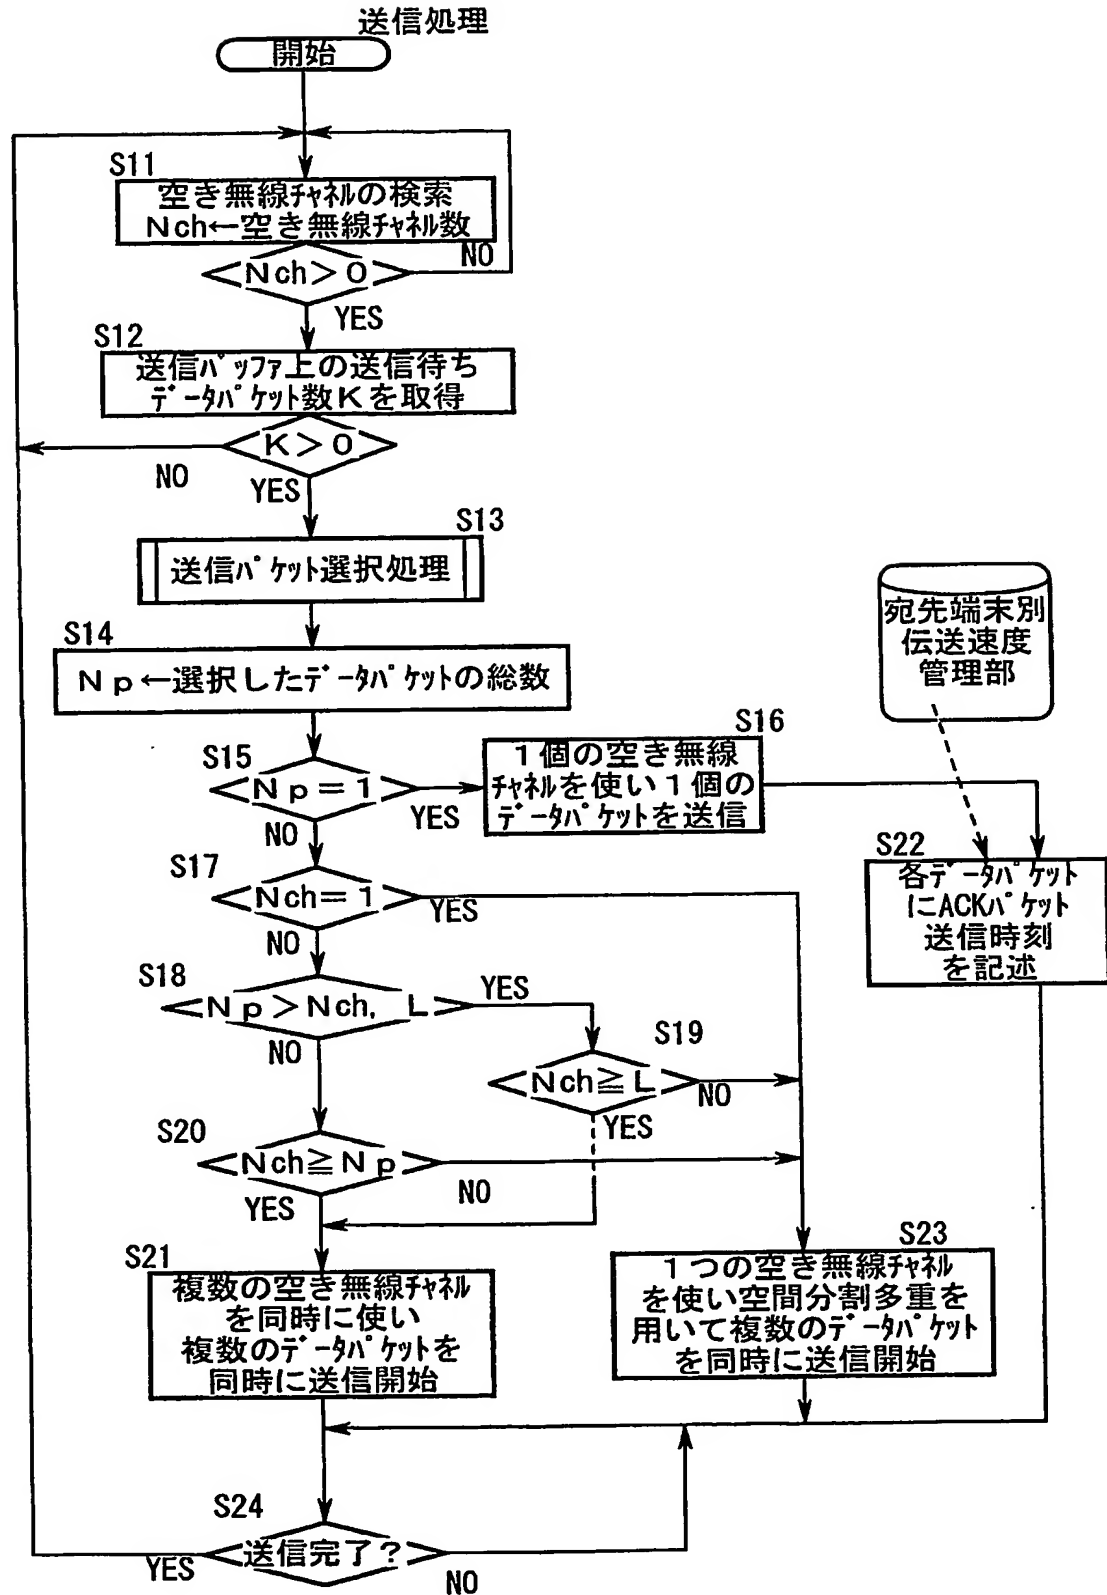 送信処理
開始
S11
空き無線チャネルの検索
Nch←空き無線チャネル数
Nch>0
NO
YES
S12
送信バッファ上の送信待ち
データパケット数Kを取得
K>0
NO
YES
S13
送信パケット選択処理
S14
Np←選択したデータパケットの総数
宛先端末別
伝送速度
管理部
S15
Np=1
YES
NO
S16
1個の空き無線
チャネルを使い1個の
データパケットを送信
S17
Nch=1
YES
NO
S22
各データパケット
にACKパケット
送信時刻
を記述
S18
Np>Nch, L
YES
NO
S19
Nch≧L
NO
YES
S20
Nch≧Np
NO
YES
S21
複数の空き無線チャネル
を同時に使い
複数のデータパケットを
同時に送信開始
S23
1つの空き無線チャネル
を使い空間分割多重を
用いて複数のデータパケット
を同時に送信開始
S24
送信完了?
YES
NO